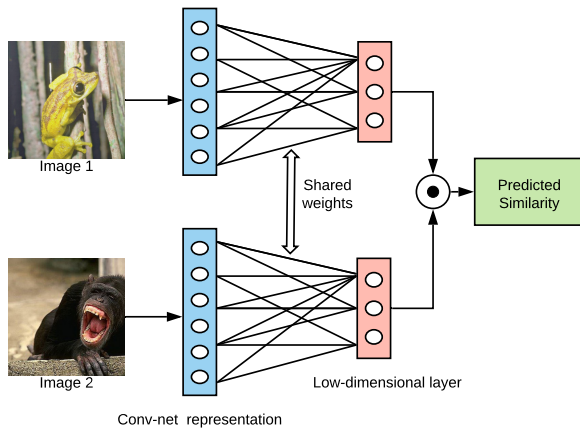 Image 1
Shared
weights
Predicted
Similarity
Image 2
Low-dimensional layer
Conv-net representation